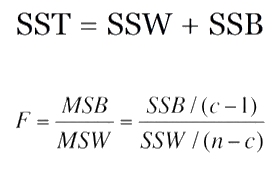 SST = SSW + SSB
F = MSB / MSW = SSB / (c − 1) / SSW / (n − c)